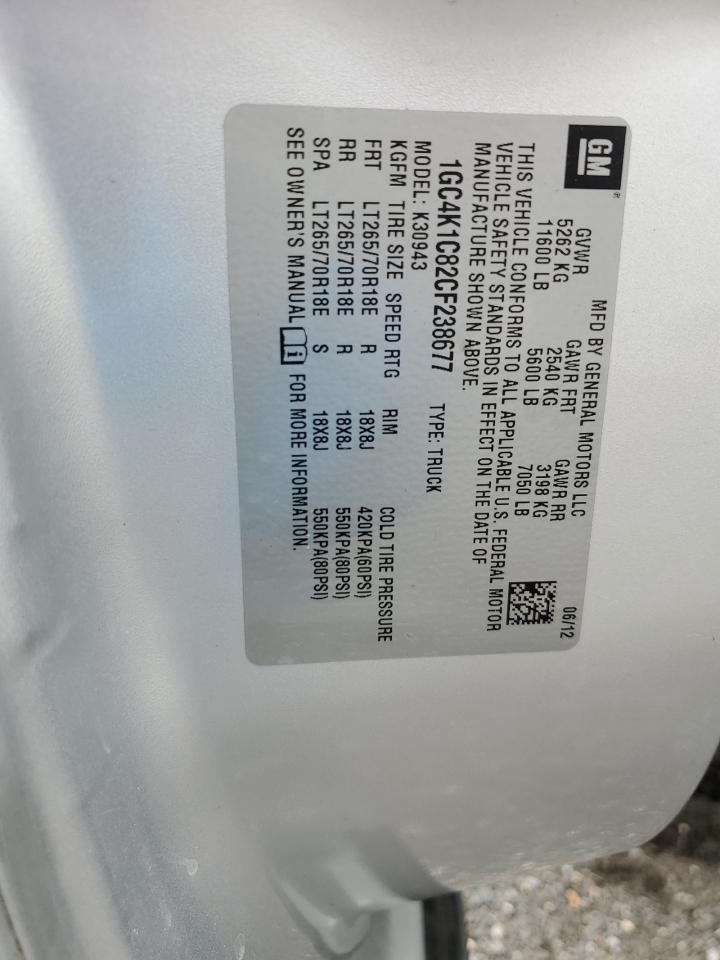 GM®
MFD BY GENERAL MOTORS LLC 06/12
GVWR GAWR FRT GAWR RR
5262 KG 2540 KG 3198 KG
11600 LB 5600 LB 7050 LB
THIS VEHICLE CONFORMS TO ALL APPLICABLE U.S. FEDERAL MOTOR
VEHICLE SAFETY STANDARDS IN EFFECT ON THE DATE OF
MANUFACTURE SHOWN ABOVE.
1GC4K1C82CF238677 TYPE: TRUCK
MODEL: K30943
KGFM TIRE SIZE SPEED RTG RIM COLD TIRE PRESSURE
FRT LT265/70R18E R 18X8J 420KPA(60PSI)
RR LT265/70R18E R 18X8J 550KPA(80PSI)
SPA LT265/70R18E S 18X8J 550KPA(80PSI)
SEE OWNER'S MANUAL i FOR MORE INFORMATION.